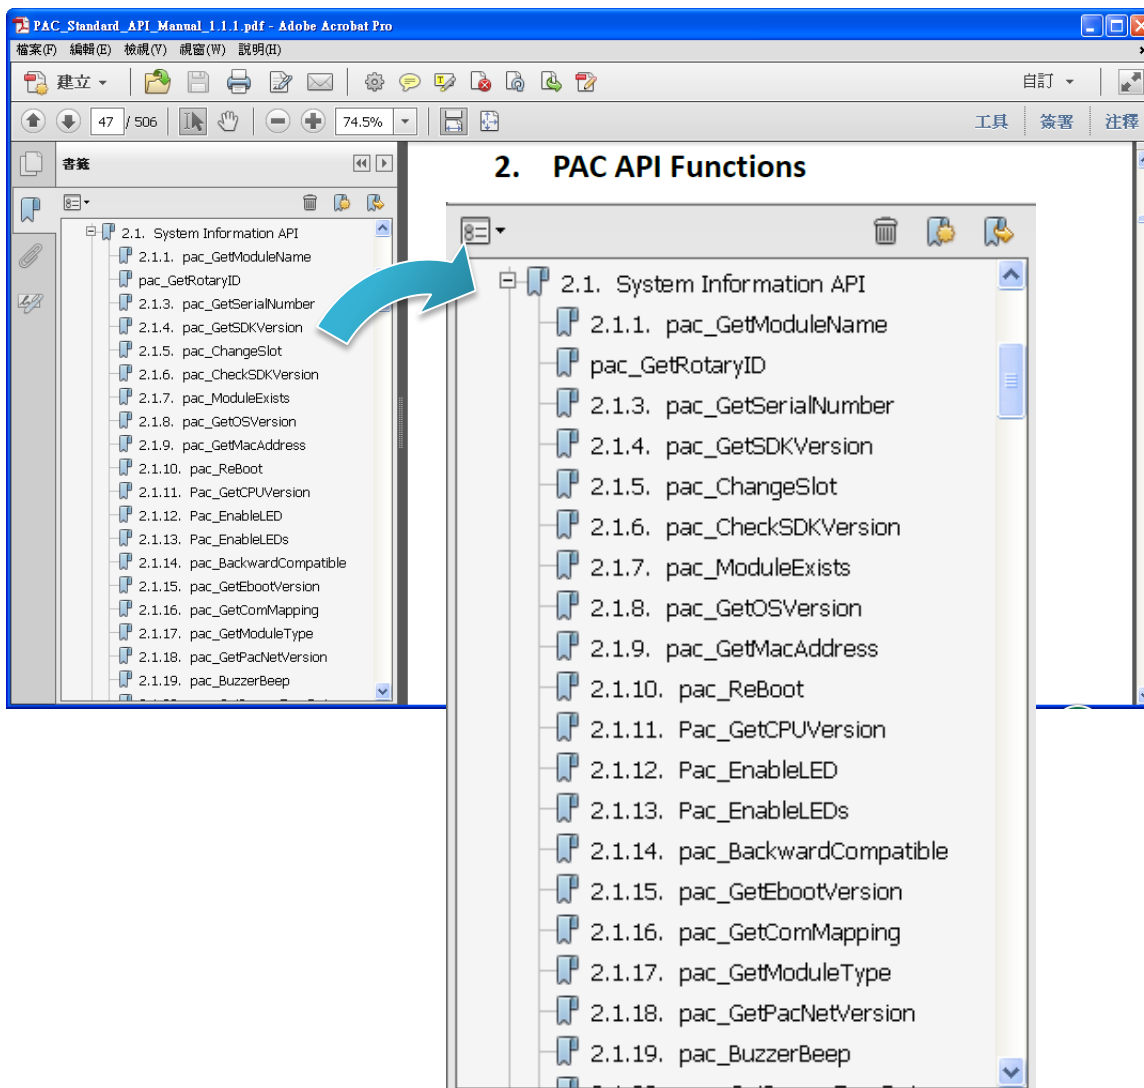 PAC_Standard_API_Manual_1.1.1.pdf - Adobe Acrobat Pro
檔案(F) 編輯(E) 檢視(V) 視窗(W) 說明(H)
建立
自訂
47 / 506
74.5%
工具 簽署 注釋
書籤
2.1. System Information API
2.1.1. pac_GetModuleName
pac_GetRotaryID
2.1.3. pac_GetSerialNumber
2.1.4. pac_GetSDKVersion
2.1.5. pac_ChangeSlot
2.1.6. pac_CheckSDKVersion
2.1.7. pac_ModuleExists
2.1.8. pac_GetOSVersion
2.1.9. pac_GetMacAddress
2.1.10. pac_ReBoot
2.1.11. Pac_GetCPUVersion
2.1.12. Pac_EnableLED
2.1.13. Pac_EnableLEDs
2.1.14. pac_BackwardCompatible
2.1.15. pac_GetEbootVersion
2.1.16. pac_GetComMapping
2.1.17. pac_GetModuleType
2.1.18. pac_GetPacNetVersion
2.1.19. pac_BuzzerBeep
2. PAC API Functions
2.1. System Information API
2.1.1. pac_GetModuleName
pac_GetRotaryID
2.1.3. pac_GetSerialNumber
2.1.4. pac_GetSDKVersion
2.1.5. pac_ChangeSlot
2.1.6. pac_CheckSDKVersion
2.1.7. pac_ModuleExists
2.1.8. pac_GetOSVersion
2.1.9. pac_GetMacAddress
2.1.10. pac_ReBoot
2.1.11. Pac_GetCPUVersion
2.1.12. Pac_EnableLED
2.1.13. Pac_EnableLEDs
2.1.14. pac_BackwardCompatible
2.1.15. pac_GetEbootVersion
2.1.16. pac_GetComMapping
2.1.17. pac_GetModuleType
2.1.18. pac_GetPacNetVersion
2.1.19. pac_BuzzerBeep